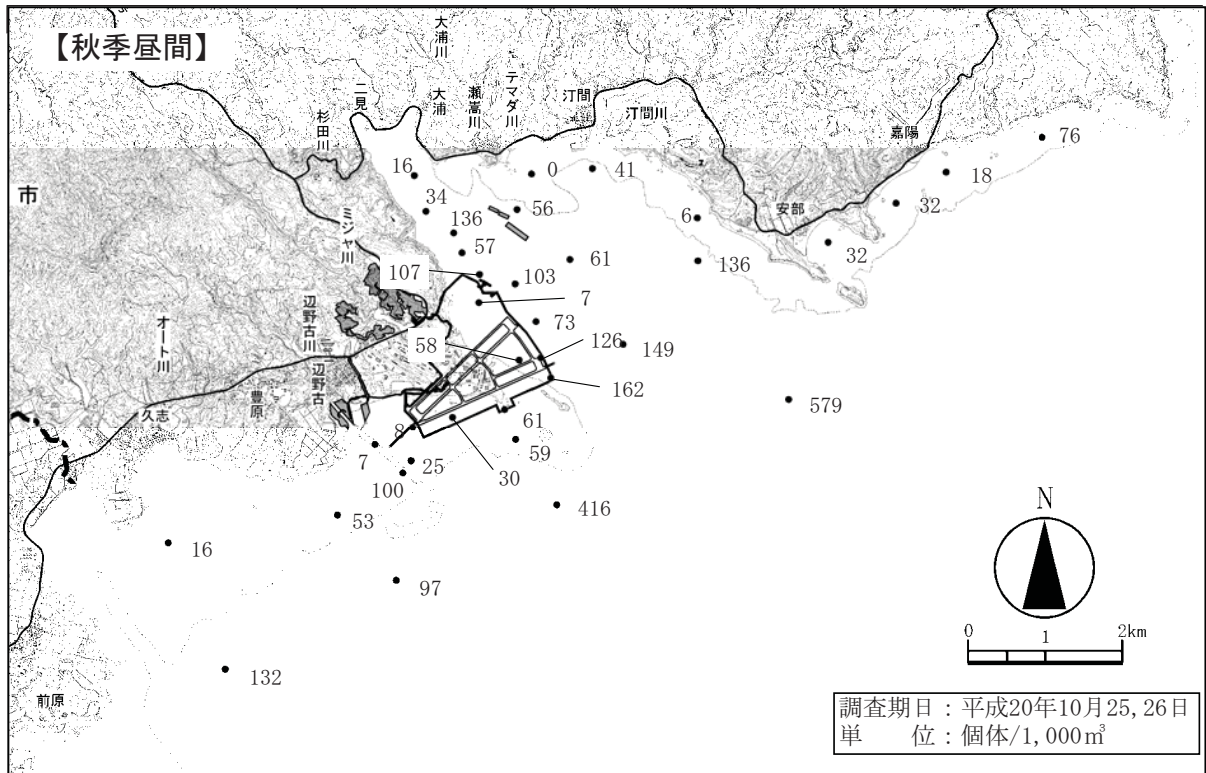 【秋季昼間】
大浦川
二見
大浦
瀬嵩川
テマダ川
汀間
汀間川
嘉陽
杉田川
76
16
0
41
18
市
34
56
32
安部
6
136
ミジャ川
57
61
32
136
107
103
7
辺野古川
73
オート川
58
126
149
辺野古
162
豊原
579
久志
8
61
7
59
25
30
100
416
53
16
N
97
0
1
2km
132
前原
調査期日：平成20年10月25,26日
単　　位：個体/1,000㎥